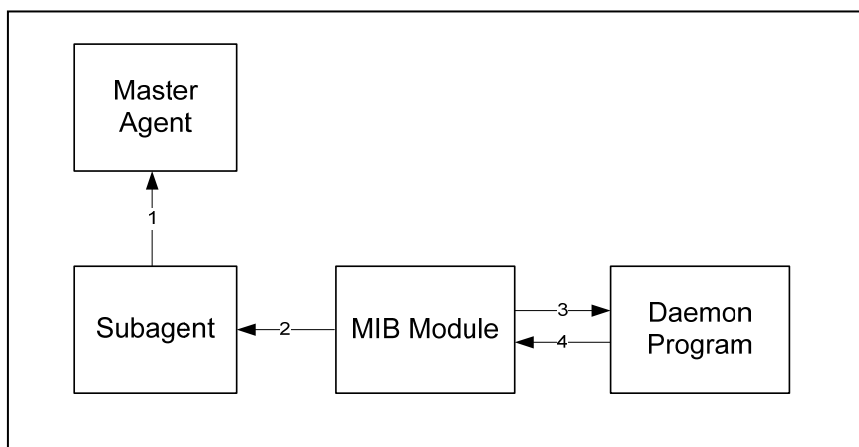 Master
Agent
1
Subagent
2
MIB Module
3
4
Daemon
Program